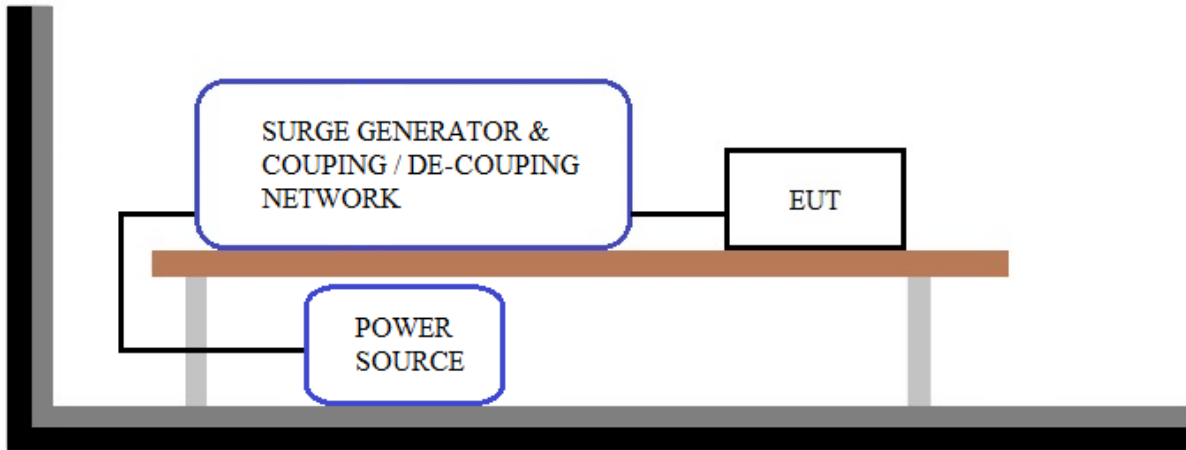 SURGE GENERATOR &
COUPING / DE-COUPING
NETWORK
EUT
POWER
SOURCE